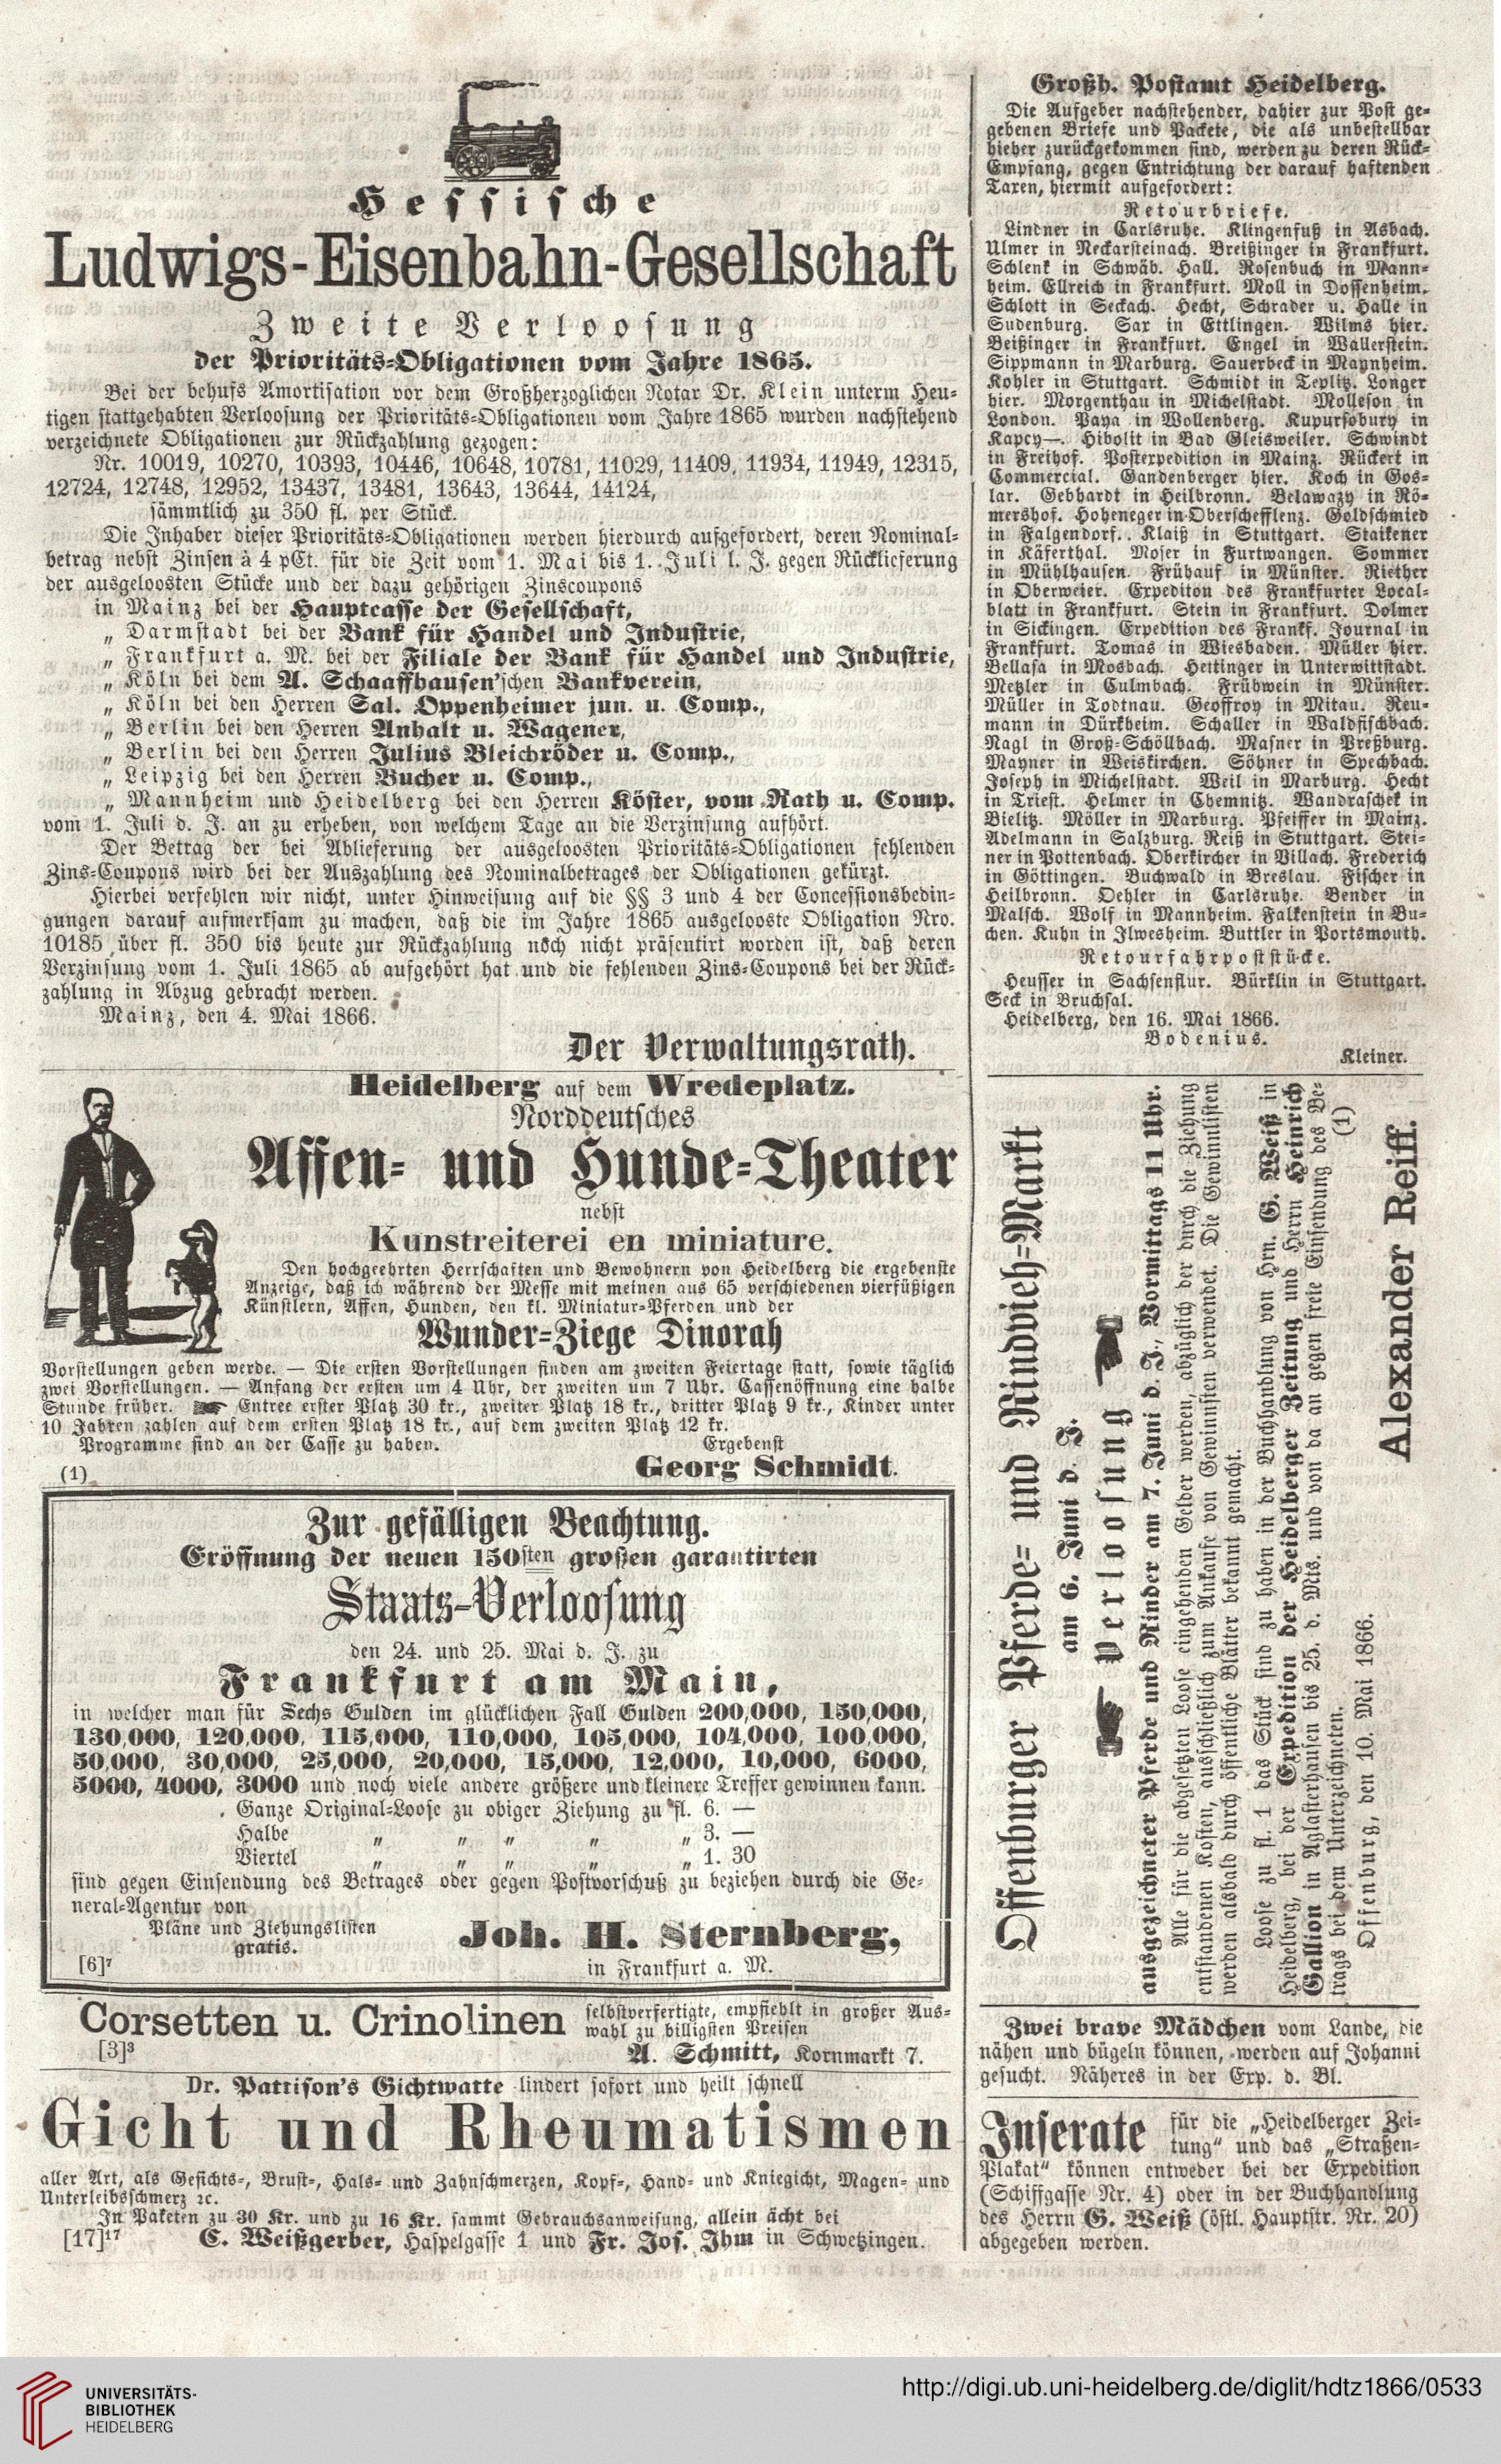 Hessische
Ludwigs-Eisenbahn-Gesellschaft
Zweite Verloosung
der Prioritäts-Obligationen vom Jahre 1865.
Bei der behufs Amortisation vor dem Großherzoglichen Notar Dr. Klein unterm Heu-
tigen stattgehabten Verloosung der Prioritäts-Obligationen vom Jahre 1865 wurden nachstehend
verzeichnete Obligationen zur Rückzahlung gezogen:
Nr. 10019, 10270, 10393, 10446, 10648, 10781, 11029, 11409, 11934, 11949, 12315,
12724, 12748, 12952, 13437, 13481, 13643, 13644, 14124,
sämmtlich zu 350 fl. per Stück.
Die Inhaber dieser Prioritäts-Obligationen werden hierdurch aufgefordert, deren Nominal-
betrag nebst Zinsen à 4 pCt. für die Zeit vom 1. Mai bis 1. Juli l. J. gegen Rücklieferung
der ausgeloosten Stücke und der dazu gehörigen Zinscoupons
in Mainz bei der Hauptcasse der Gesellschaft,
„ Darmstadt bei der Bank für Handel und Industrie,
„ Frankfurt a. M. bei der Filiale der Bank für Handel und Industrie,
„ Köln bei dem A. Schaaffhausen'schen Bankverein,
„ Köln bei den Herren Sal. Oppenheimer jun. u. Comp.,
„ Berlin bei den Herren Anhalt u. Wagener,
„ Berlin bei den Herren Julius Bleichröder u. Comp.,
„ Leipzig bei den Herren Bucher u. Comp.,
„ Mannheim und Heidelberg bei den Herren Köster, vom Rath u. Comp.
vom 1. Juli d. J. an zu erheben, von welchem Tage an die Verzinsung aufhört.
Der Betrag der bei Ablieferung der ausgeloosten Prioritäts-Obligationen fehlenden
Zins-Coupons wird bei der Auszahlung des Nominalbetrages der Obligationen gekürzt.
Hierbei verfehlen wir nicht, unter Hinweisung auf die §§ 3 und 4 der Concessionsbedin-
gungen darauf aufmerksam zu machen, daß die im Jahre 1865 ausgelooste Obligation Nro.
10185 über fl. 350 bis heute zur Rückzahlung noch nicht präsentirt worden ist, daß deren
Verzinsung vom 1. Juli 1865 ab aufgehört hat und die fehlenden Zins-Coupons bei der Rück-
zahlung in Abzug gebracht werden.
Mainz, den 4. Mai 1866.
Der Verwaltungsrath.
Heidelberg auf dem Wredeplatz.
Norddeutsches
Affen- und Hunde-Theater
nebst
Kunstreiterei en miniature.
Den hochgeehrten Herrschaften und Bewohnern von Heidelberg die ergebenste
Anzeige, daß ich während der Messe mit meinen aus 65 verschiedenen vierfüßigen
Künstlern, Affen, Hunden, den kl. Miniatur-Pferden und der
Wunder-Ziege Dinorah
Vorstellungen geben werde. — Die ersten Vorstellungen finden am zweiten Feiertage statt, sowie täglich
zwei Vorstellungen. — Anfang der ersten um 4 Uhr, der zweiten um 7 Uhr. Cassenöffnung eine halbe
Stunde früher. Entree erster Platz 30 kr., zweiter Platz 18 kr., dritter Platz 9 kr., Kinder unter
10 Jahren zahlen auf dem ersten Platz 18 kr., auf dem zweiten Platz 12 kr.
Programme sind an der Casse zu haben. Ergebenst
(1) Georg Schmidt.
Zur gefälligen Beachtung.
Eröffnung der neuen 150sten großen garantirten
Staats-Verloosung
den 24. und 25. Mai d. J. zu
Frankfurt am Main,
in welcher man für Sechs Gulden im glücklichen Fall Gulden 200,000, 150,000,
130,000, 120,000, 115,000, 110,000, 105,000, 104,000, 100,000,
50,000, 30,000, 25,000, 20,000, 15,000, 12,000, 10,000, 6000,
5000, 4000, 3000 und noch viele andere größere und kleinere Treffer gewinnen kann.
Ganze Original-Loose zu obiger Ziehung zu fl. 6. —
Halbe „ „ „ „ „ 3. —
Viertel „ „ „ „ „ 1. 30
sind gegen Einsendung des Betrages oder gegen Postvorschuß zu beziehen durch die Ge-
neral-Agentur von
Pläne und Ziehungslisten
gratis.
Joh. H. Sternberg,
[6]7 in Frankfurt a. M.
Corsetten u. Crinolinen selbstverfertigte, empfiehlt in großer Aus-
wahl zu billigsten Preisen
[3]3 A. Schmitt, Kornmarkt 7.
Dr. Pattison's Gichtwatte lindert sofort und heilt schnell
Gicht und Rheumatismen
aller Art, als Gesichts-, Brust-, Hals- und Zahnschmerzen, Kopf-, Hand- und Kniegicht, Magen- und
Unterleibsschmerz ꝛc.
In Paketen zu 30 Kr. und zu 16 Kr. sammt Gebrauchsanweisung, allein ächt bei
[17]17 C. Weißgerber, Haspelgasse 1 und Fr. Jos. Ihm in Schwetzingen.
Großh. Postamt Heidelberg.
Die Aufgeber nachstehender, dahier zur Post ge-
gebenen Briefe und Packete, die als unbestellbar
hieher zurückgekommen sind, werden zu deren Rück-
Empfang, gegen Entrichtung der darauf haftenden
Taxen, hiermit aufgefordert:
Retourbriefe.
Lindner in Carlsruhe. Klingenfuß in Asbach.
Ulmer in Neckarsteinach. Breißinger in Frankfurt.
Schlenk in Schwäb. Hall. Rosenbuch in Mann-
heim. Ellreich in Frankfurt. Moll in Dossenheim.
Schlott in Seckach. Hecht, Schrader u. Halle in
Sudenburg. Sax in Ettlingen. Wilms hier.
Beißinger in Frankfurt. Engel in Wallerstein.
Sippmann in Marburg. Sauerbeck in Mannheim.
Kohler in Stuttgart. Schmidt in Teplitz. Longer
hier. Morgenthau in Michelstadt. Molleson in
London. Paya in Wollenberg. Kupursobury in
Kapcy—. Hibolit in Bad Gleisweiler. Schwindt
in Freihof. Postexpedition in Mainz. Rückert in
Commercial. Gandenberger hier. Koch in Gos-
lar. Gebhardt in Heilbronn. Belawazy in Rö-
mershof. Hoheneger in Oberschefflenz. Goldschmied
in Falgendorf. Klaiß in Stuttgart. Staikener
in Käferthal. Moser in Furtwangen. Sommer
in Mühlhausen. Frühauf in Münster. Riether
in Oberweier. Expediton des Frankfurter Local-
blatt in Frankfurt. Stein in Frankfurt. Dolmer
in Sickingen. Expedition des Frankf. Journal in
Frankfurt. Tomas in Wiesbaden. Müller hier.
Bellasa in Mosbach. Heitinger in Unterwittstadt.
Metzler in Culmbach. Frühwein in Münster.
Müller in Todtnau. Geoffroy in Mitau. Reu-
mann in Dürkheim. Schaller in Waldfischbach.
Nagl in Groß-Schöllbach. Masner in Preßburg.
Mayner in Weiskirchen. Söhner in Spechbach.
Joseph in Michelstadt. Weil in Marburg. Hecht
in Triest. Helmer in Chemnitz. Wandraschek in
Bielitz. Möller in Marburg. Pfeiffer in Mainz.
Adelmann in Salzburg. Reiß in Stuttgart. Stei-
ner in Pottenbach. Oberkircher in Villach. Frederich
in Göttingen. Buchwald in Breslau. Fischer in
Heilbronn. Oehler in Carlsruhe. Bender in
Malsch. Wolf in Mannheim. Falkenstein in Bu-
chen. Kuhn in Ilwesheim. Buttler in Portsmouth.
Retourfahrpoststücke.
Heusser in Sachsenflur. Bürklin in Stuttgart.
Seck in Bruchsal.
Heidelberg, den 16. Mai 1866.
Bodenius.
Kleiner.
Offenburger Pferde- und Rindvieh-Markt
am 6. Juni d. J.
Verloosung
ausgezeichneter Pferde und Rinder am 7. Juni d. J., Vormittags 11 Uhr.
Alle für die abgesetzten Loose eingehenden Gelder werden, abzüglich der durch die Ziehung
entstandenen Kosten, ausschließlich zum Ankaufe von Gewinnsten verwendet. Die Gewinnlisten
werden alsbald durch öffentliche Blätter bekannt gemacht.
Loose zu fl. 1 das Stück sind zu haben in der Buchhandlung von Hrn. G. Weiß in
Heidelberg, bei der Expedition der Heidelberger Zeitung und Herrn Heinrich
Gallion in Aglasterhausen bis 25. d. Mts. und von da an gegen freie Einsendung des Be-
trags bei dem Unterzeichneten. (1)
Offenburg, den 10. Mai 1866.
Alexander Reiff.
Zwei brave Mädchen vom Lande, die
nähen und bügeln können, werden auf Johanni
gesucht. Näheres in der Exp. d. Bl.
Inserate für die „Heidelberger Zei-
tung“ und das „Straßen-
Plakat“ können entweder bei der Expedition
(Schiffgasse Nr. 4) oder in der Buchhandlung
des Herrn G. Weiß (östl. Hauptstr. Nr. 20)
abgegeben werden.
UNIVERSITÄTS-
BIBLIOTHEK
HEIDELBERG
http://digi.ub.uni-heidelberg.de/diglit/hdtz1866/0533